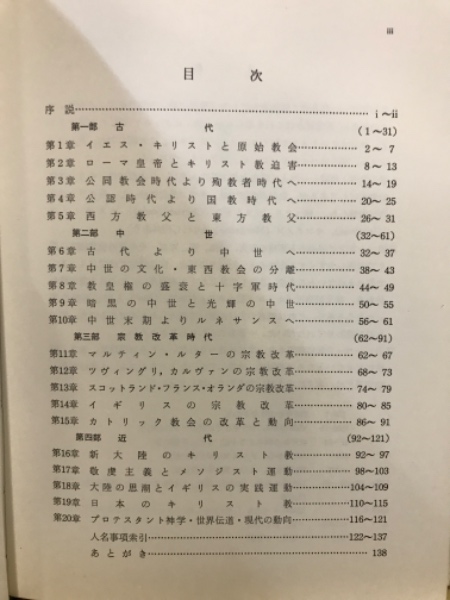 iii
目次
序説……i～ii
第一部 古代 (1～31)
第1章 イエス・キリストと原始教会……2～7
第2章 ローマ皇帝とキリスト教迫害……8～13
第3章 公同教会時代より殉教者時代へ……14～19
第4章 公認時代より国教時代へ……20～25
第5章 西方教父と東方教父……26～31
第二部 中世 (32～61)
第6章 古代より中世へ……32～37
第7章 中世の文化・東西教会の分離……38～43
第8章 教皇権の盛衰と十字軍時代……44～49
第9章 暗黒の中世と光輝の中世……50～55
第10章 中世末期よりルネサンスへ……56～61
第三部 宗教改革時代 (62～91)
第11章 マルティン・ルターの宗教改革……62～67
第12章 ツヴィングリ,カルヴァンの宗教改革……68～73
第13章 スコットランド・フランス・オランダの宗教改革……74～79
第14章 イギリスの宗教改革……80～85
第15章 カトリック教会の改革と動向……86～91
第四部 近代 (92～121)
第16章 新大陸のキリスト教……92～97
第17章 敬虔主義とメソジスト運動……98～103
第18章 大陸の思潮とイギリスの実践運動……104～109
第19章 日本のキリスト教……110～115
第20章 プロテスタント神学・世界伝道・現代の動向……116～121
人名事項索引……122～137
あとがき……138